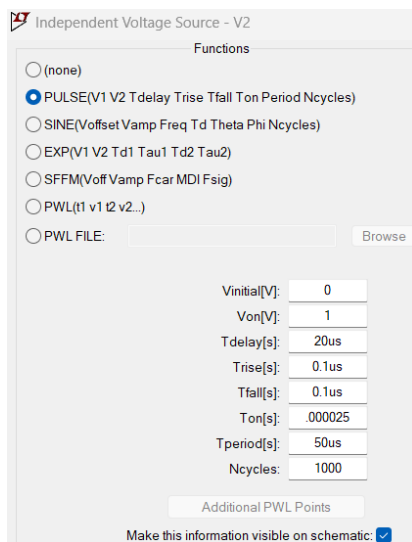 Independent Voltage Source - V2
Functions
(none)
PULSE(V1 V2 Tdelay Trise Tfall Ton Period Ncycles)
SINE(Voffset Vamp Freq Td Theta Phi Ncycles)
EXP(V1 V2 Td1 Tau1 Td2 Tau2)
SFFM(Voff Vamp Fcar MDI Fsig)
PWL(t1 v1 t2 v2...)
PWL FILE: Browse
Vinitial[V]: 0
Von[V]: 1
Tdelay[s]: 20us
Trise[s]: 0.1us
Tfall[s]: 0.1us
Ton[s]: .000025
Tperiod[s]: 50us
Ncycles: 1000
Additional PWL Points
Make this information visible on schematic: